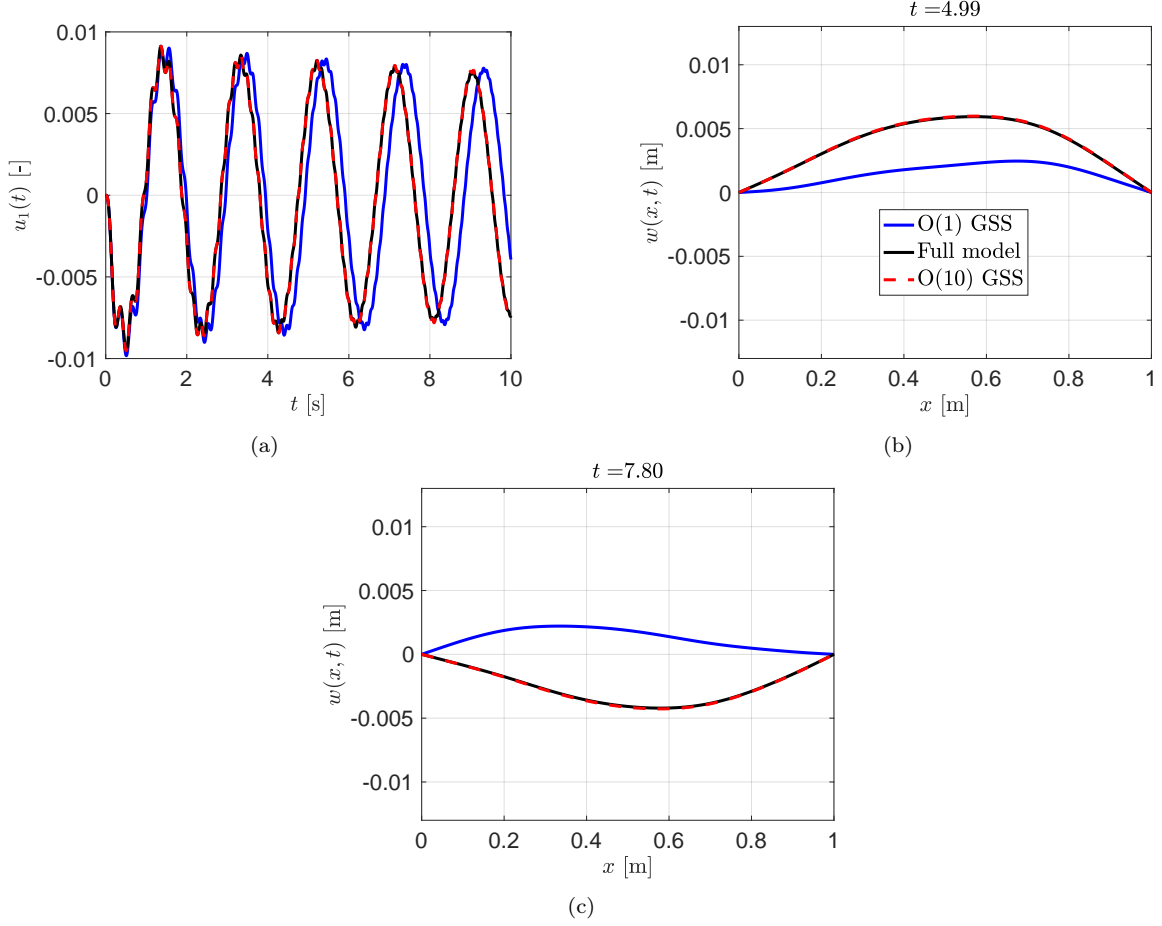 0.01
0.005
0
-0.005
-0.01
u₁(t) [-]
0 2 4 6 8 10
t [s]
(a)
t =4.99
0.01
0.005
0
-0.005
-0.01
w(x, t) [m]
O(1) GSS
Full model
O(10) GSS
0 0.2 0.4 0.6 0.8 1
x [m]
(b)
t =7.80
0.01
0.005
0
-0.005
-0.01
w(x, t) [m]
0 0.2 0.4 0.6 0.8 1
x [m]
(c)